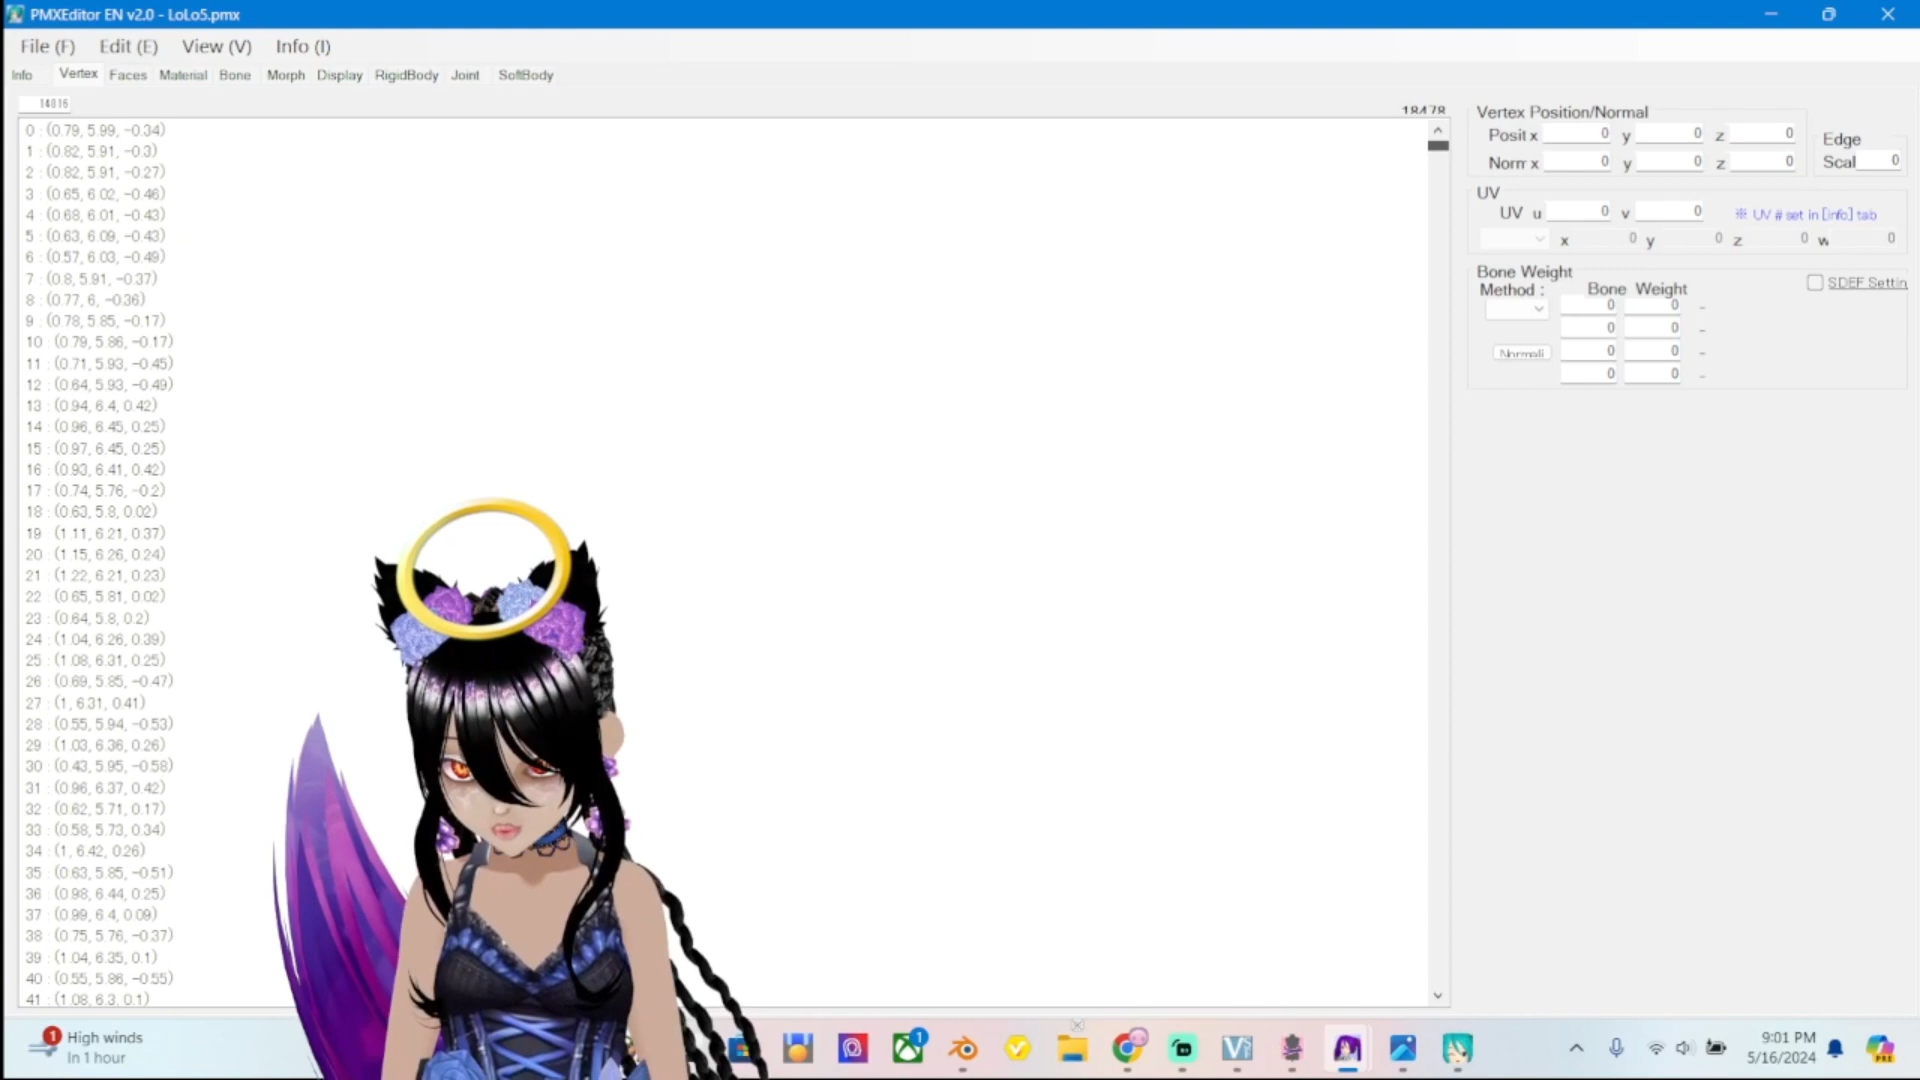 PMXEditor EN v2.0 - LoLo5.pmx
File (F) Edit (E) View (V) Info (I)
Info Vertex Faces Material Bone Morph Display RigidBody Joint SoftBody
14816
18478
0 : (0.79, 5.99, -0.34)
1 : (0.82, 5.91, -0.3)
2 : (0.82, 5.91, -0.27)
3 : (0.65, 6.02, -0.46)
4 : (0.68, 6.01, -0.43)
5 : (0.63, 6.09, -0.43)
6 : (0.57, 6.03, -0.49)
7 : (0.8, 5.91, -0.37)
8 : (0.77, 6, -0.36)
9 : (0.78, 5.85, -0.17)
10 : (0.79, 5.86, -0.17)
11 : (0.71, 5.93, -0.45)
12 : (0.64, 5.93, -0.49)
13 : (0.94, 6.4, 0.42)
14 : (0.96, 6.45, 0.25)
15 : (0.97, 6.45, 0.25)
16 : (0.93, 6.41, 0.42)
17 : (0.74, 5.76, -0.2)
18 : (0.63, 5.8, 0.02)
19 : (1.11, 6.21, 0.37)
20 : (1.15, 6.26, 0.24)
21 : (1.22, 6.21, 0.23)
22 : (0.65, 5.81, 0.02)
23 : (0.64, 5.8, 0.2)
24 : (1.04, 6.26, 0.39)
25 : (1.08, 6.31, 0.25)
26 : (0.69, 5.85, -0.47)
27 : (1, 6.31, 0.41)
28 : (0.55, 5.94, -0.53)
29 : (1.03, 6.36, 0.26)
30 : (0.43, 5.95, -0.58)
31 : (0.96, 6.37, 0.42)
32 : (0.62, 5.71, 0.17)
33 : (0.58, 5.73, 0.34)
34 : (1, 6.42, 0.26)
35 : (0.63, 5.85, -0.51)
36 : (0.98, 6.44, 0.25)
37 : (0.99, 6.4, 0.09)
38 : (0.75, 5.76, -0.37)
39 : (1.04, 6.35, 0.1)
40 : (0.55, 5.86, -0.55)
41 : (1.08, 6.3, 0.1)
Vertex Position/Normal
Posit x 0 y 0 z 0
Norm x 0 y 0 z 0
Edge
Scal 0
UV
UV u 0 v 0 ※ UV # set in [info] tab
x 0 y 0 z 0 w 0
Bone Weight
SDEF Settin
Method : Bone Weight
0 0 -
0 0 -
Normali 0 0 -
0 0 -
1 High winds
In 1 hour
1
9:01 PM
5/16/2024
PRE